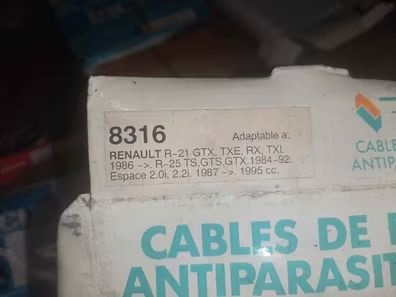 8316 Adaptable a:
RENAULT R-21 GTX, TXE, RX, TXI.
1986 ->. R-25 TS,GTS,GTX.1984-92.
Espace 2.0i, 2.2i. 1987 ->. 1995 cc.
CABLE
ANTIPARA
CABLES DE
ANTIPARASIT